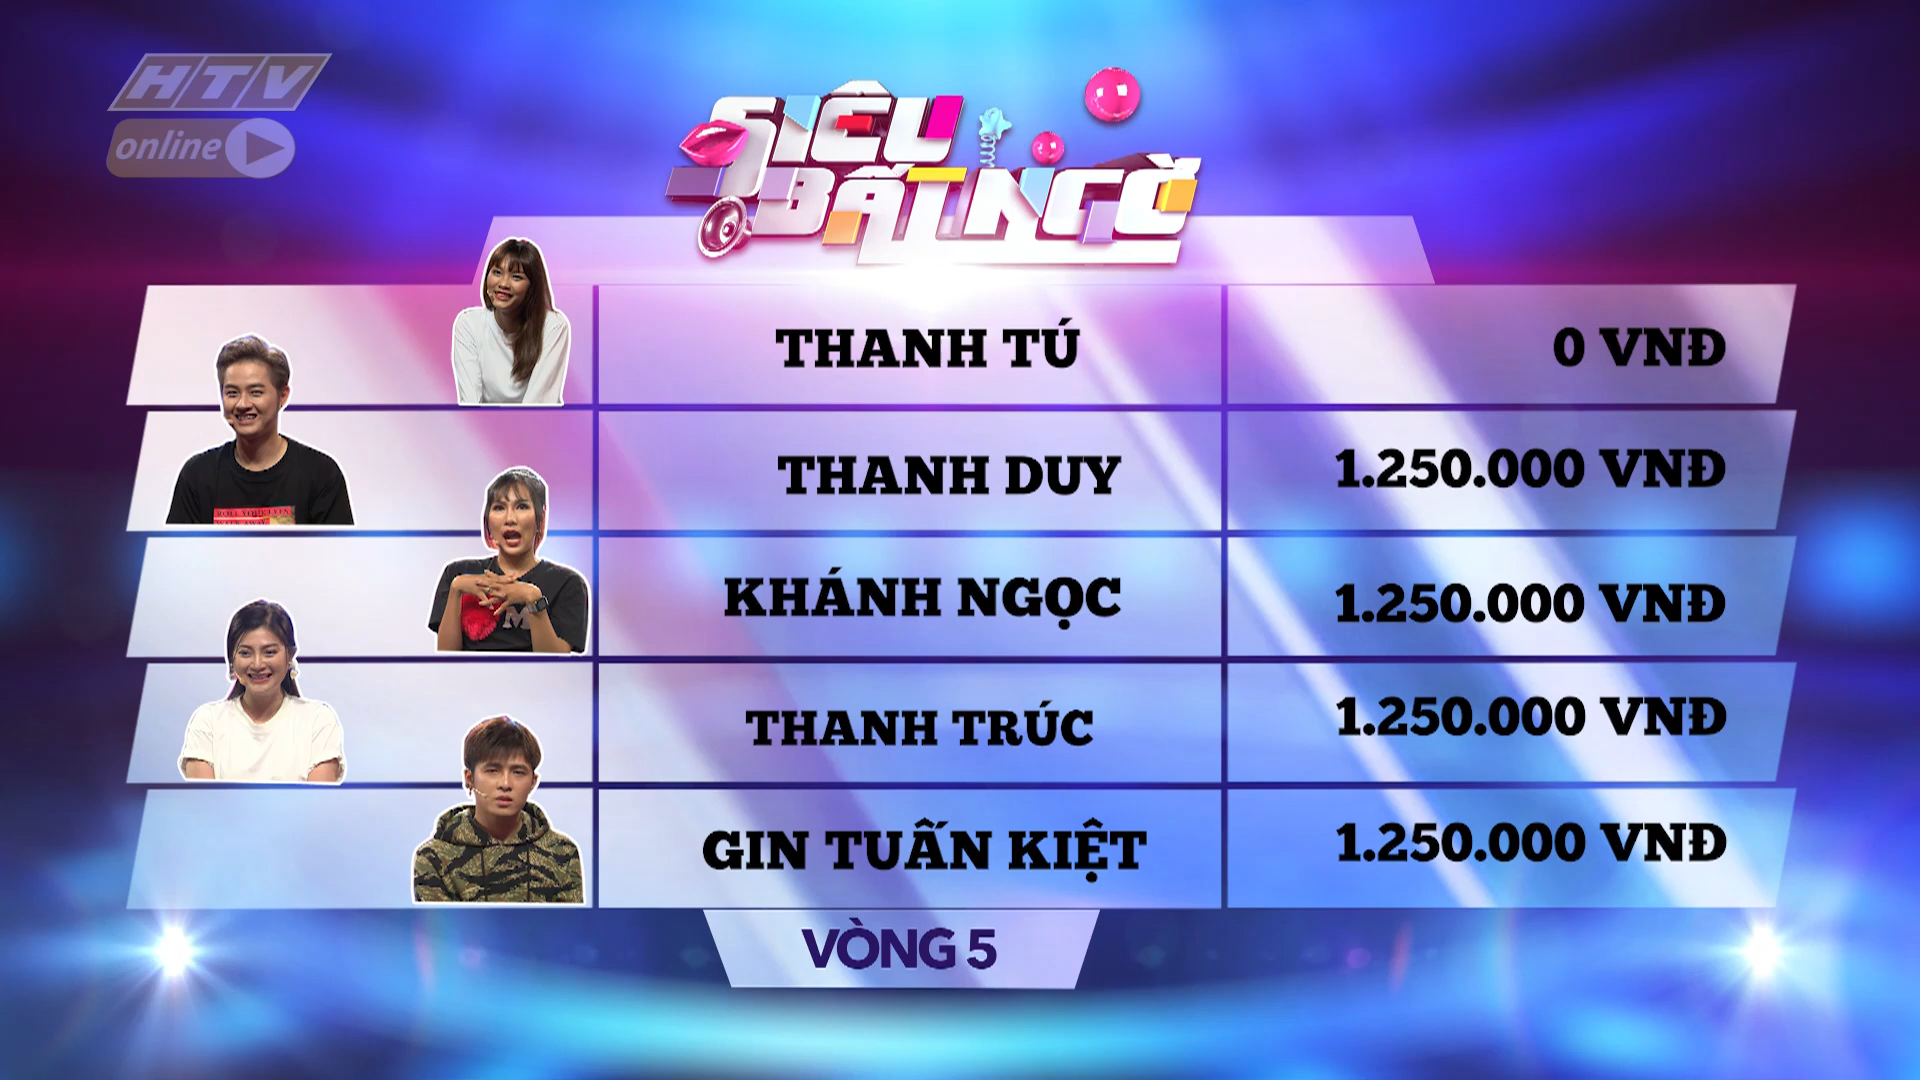 HTV
online
SIÊU
BẤT NGỜ
THANH TÚ
0 VNĐ
THANH DUY
1.250.000 VNĐ
KHÁNH NGỌC
1.250.000 VNĐ
THANH TRÚC
1.250.000 VNĐ
GIN TUẤN KIỆT
1.250.000 VNĐ
VÒNG 5